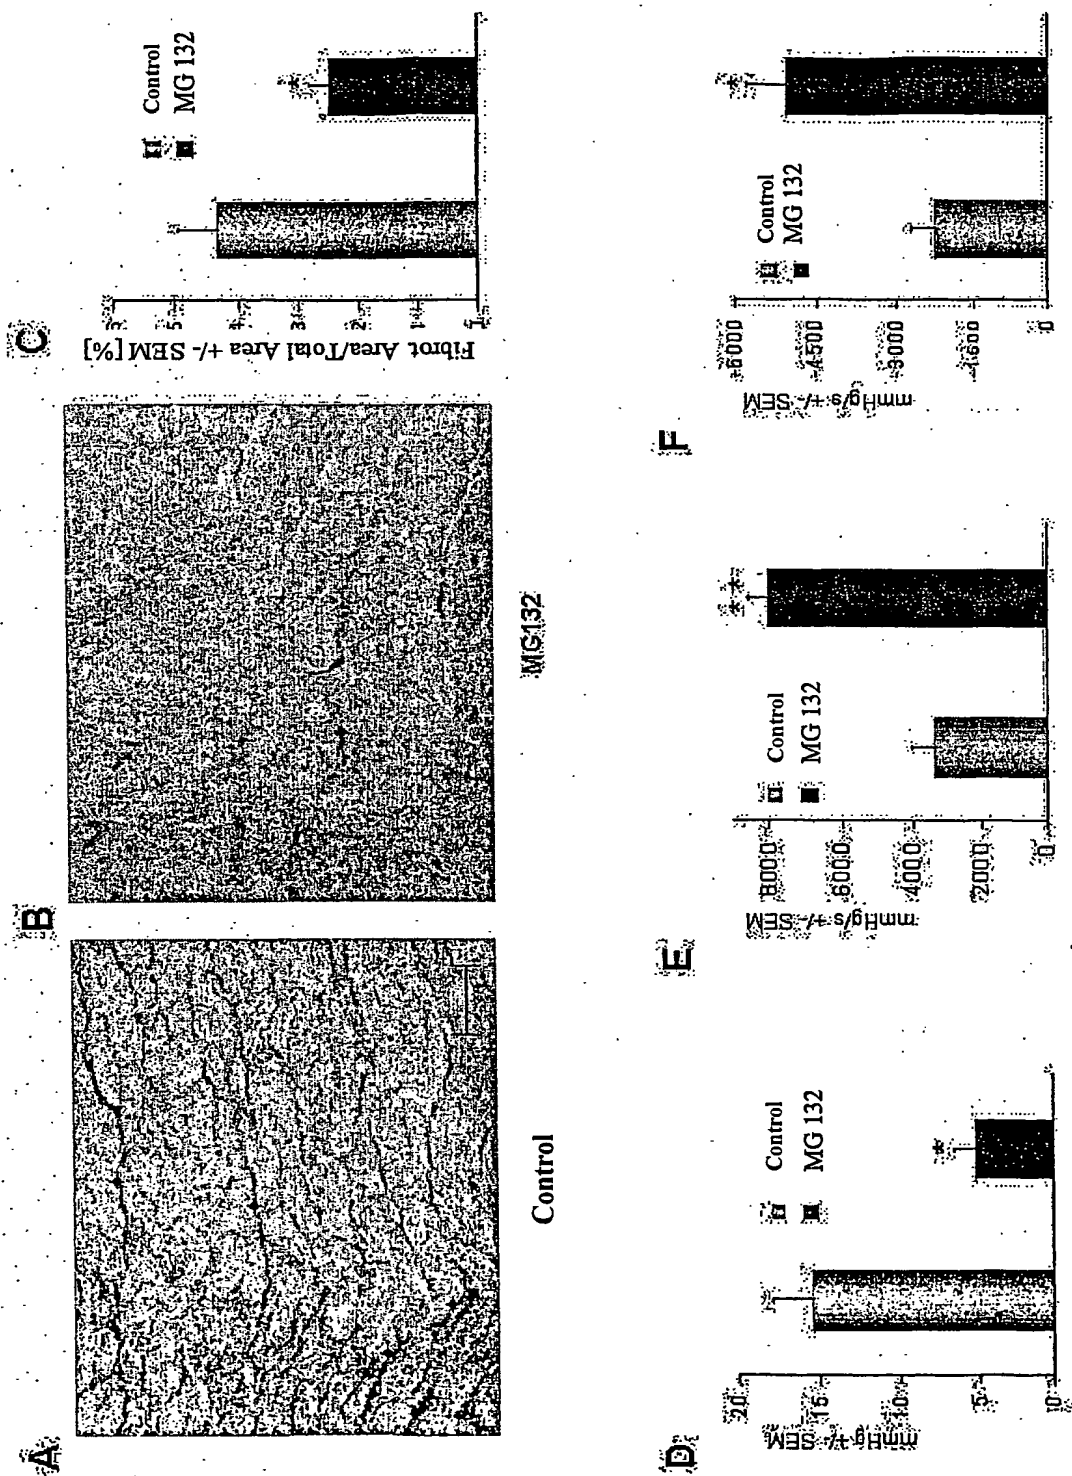 A
Control
B
MG132
C
Fibrot. Area/Total Area +/- SEM [%]
5
4
3
2
1
Control
MG 132
*
D
mmHg +/- SEM
20
15
10
5
0
Control
MG 132
*
E
mmHg/s +/- SEM
8000
6000
4000
2000
0
Control
MG 132
**
F
mmHg/s +/- SEM
-6000
-4500
-3000
-1500
0
Control
MG 132
*